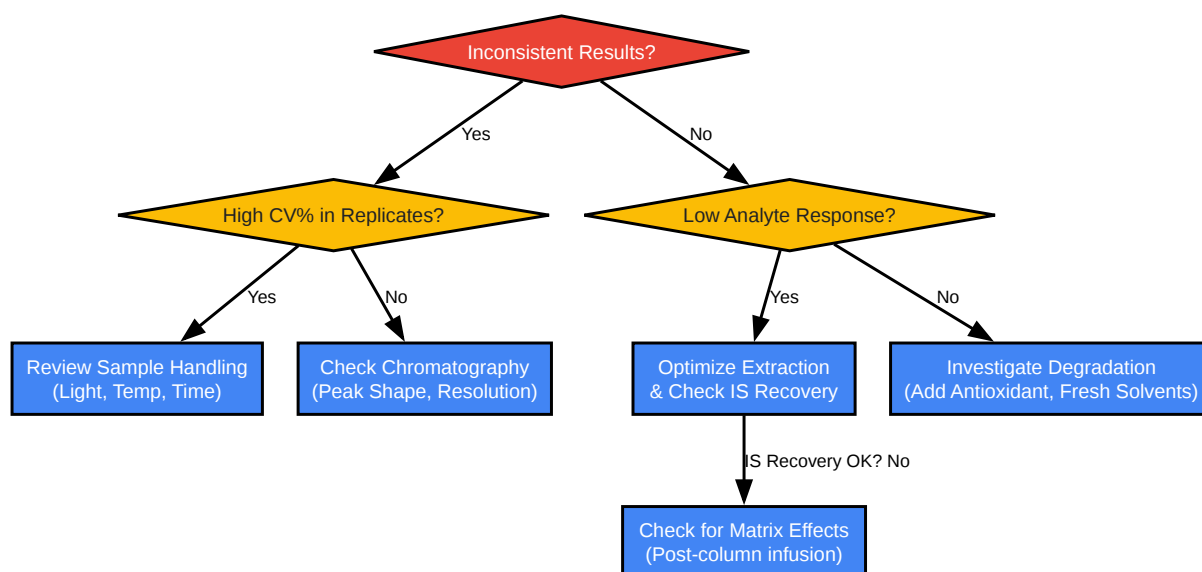 Inconsistent Results?
Yes
No
High CV% in Replicates?
Low Analyte Response?
Yes
No
Yes
No
Review Sample Handling
(Light, Temp, Time)
Check Chromatography
(Peak Shape, Resolution)
Optimize Extraction
& Check IS Recovery
Investigate Degradation
(Add Antioxidant, Fresh Solvents)
IS Recovery OK? No
Check for Matrix Effects
(Post-column infusion)